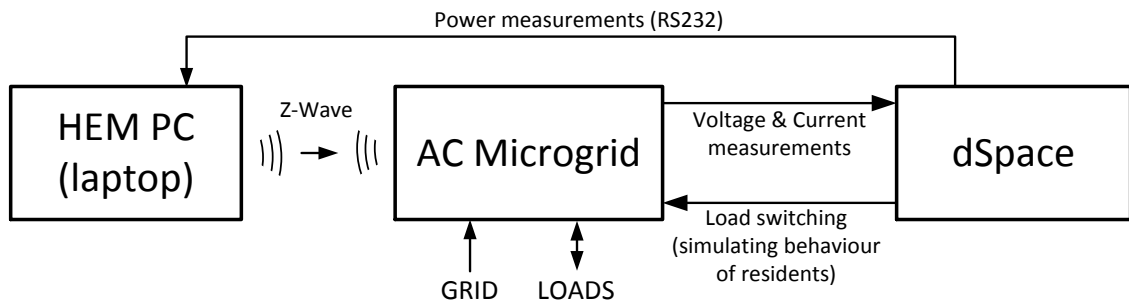 Power measurements (RS232)
HEM PC
(laptop)
Z-Wave
AC Microgrid
Voltage & Current
measurements
dSpace
Load switching
(simulating behaviour
of residents)
GRID
LOADS